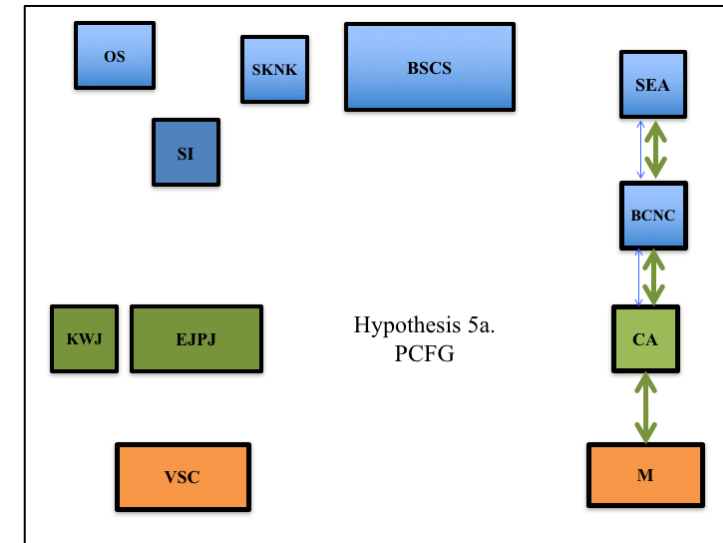 OS
SKNK
BSCS
SEA
SI
BCNC
KWJ
EJPJ
Hypothesis 5a.
PCFG
CA
VSC
M